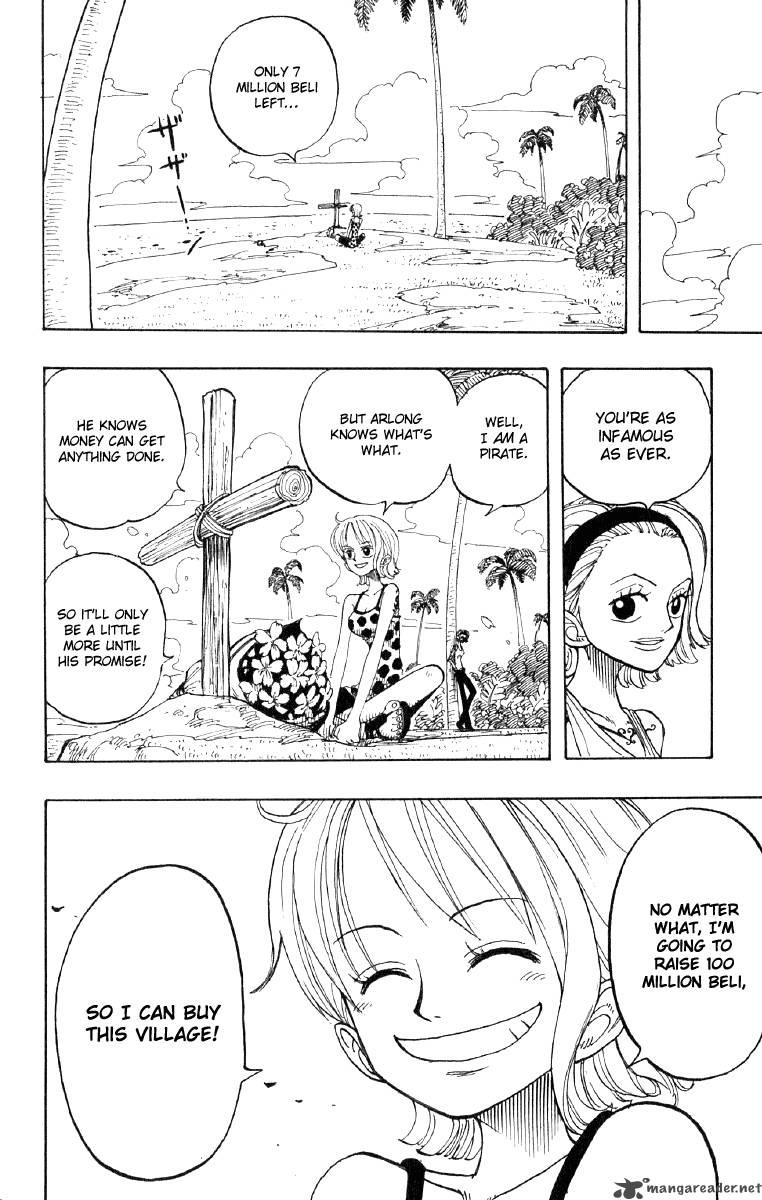 ONLY 7
MILLION BELI
LEFT...
ザ
ザ
YOU'RE AS
INFAMOUS
AS EVER.
WELL,
I AM A
PIRATE.
BUT ARLONG
KNOWS WHAT'S
WHAT.
HE KNOWS
MONEY CAN GET
ANYTHING DONE.
SO IT'LL ONLY
BE A LITTLE
MORE UNTIL
HIS PROMISE!
NO MATTER
WHAT, I'M
GOING TO
RAISE 100
MILLION BELI,
SO I CAN BUY
THIS VILLAGE!
mangareader.net